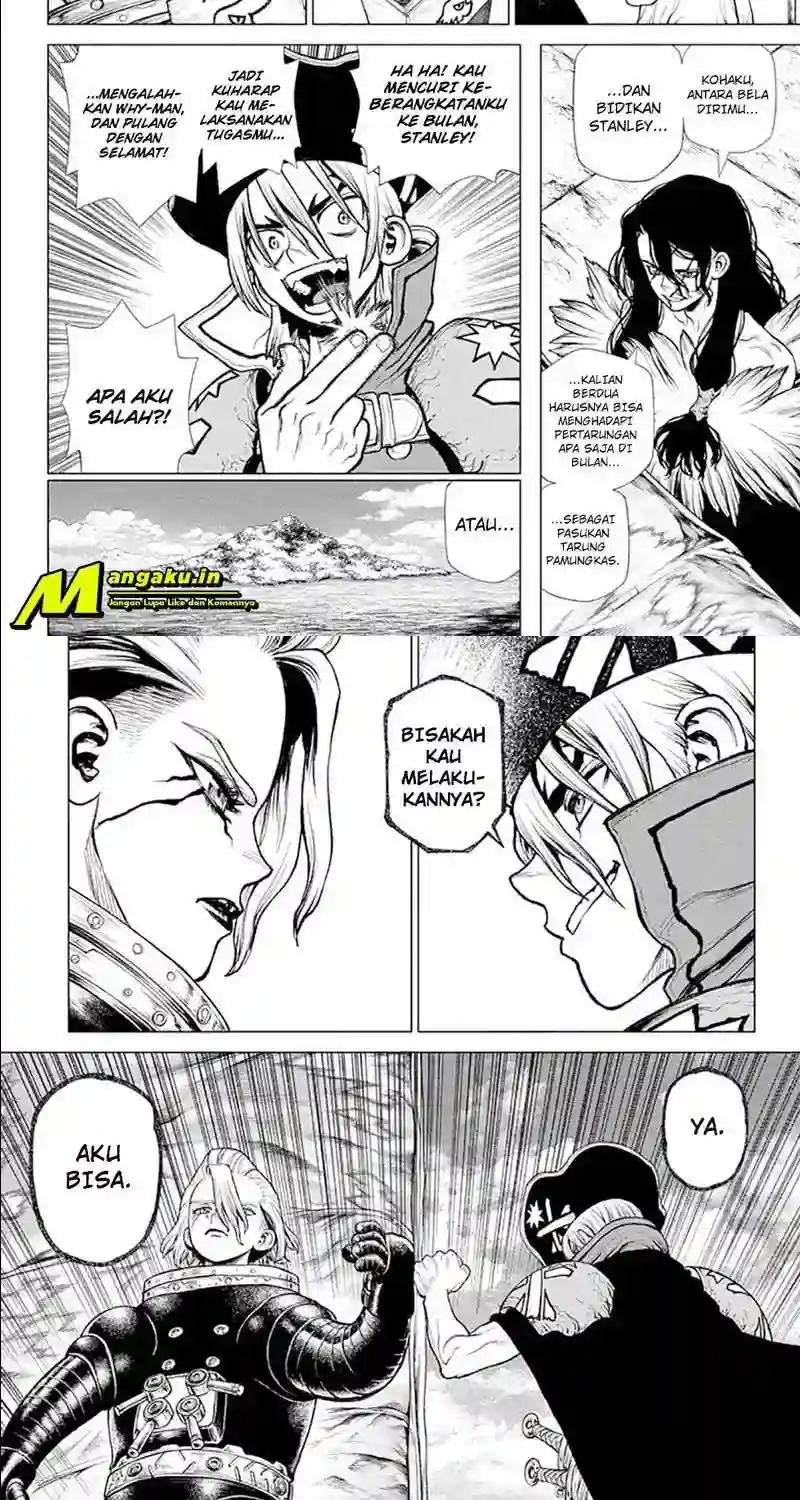 KOHAKU,
ANTARA BELA
DIRIMU...
...DAN
BIDIKAN
STANLEY...
...KALIAN
BERDUA
HARUSNYA BISA
MENGHADAPI
PERTARUNGAN
APA SAJA DI
BULAN...
...SEBAGAI
PASUKAN
TARUNG
PAMUNGKAS.
HA HA! KAU
MENCURI KE-
BERANGKATANKU
KE BULAN,
STANLEY!
JADI
KUHARAP
KAU ME-
LAKSANAKAN
TUGASMU...
...MENGALAH-
KAN WHY-MAN,
DAN PULANG
DENGAN
SELAMAT!
APA AKU
SALAH?!
ATAU...
Mangaku.in
Jangan Lupa Like dan Komennya
BISAKAH
KAU
MELAKU-
KANNYA?
YA.
AKU
BISA.